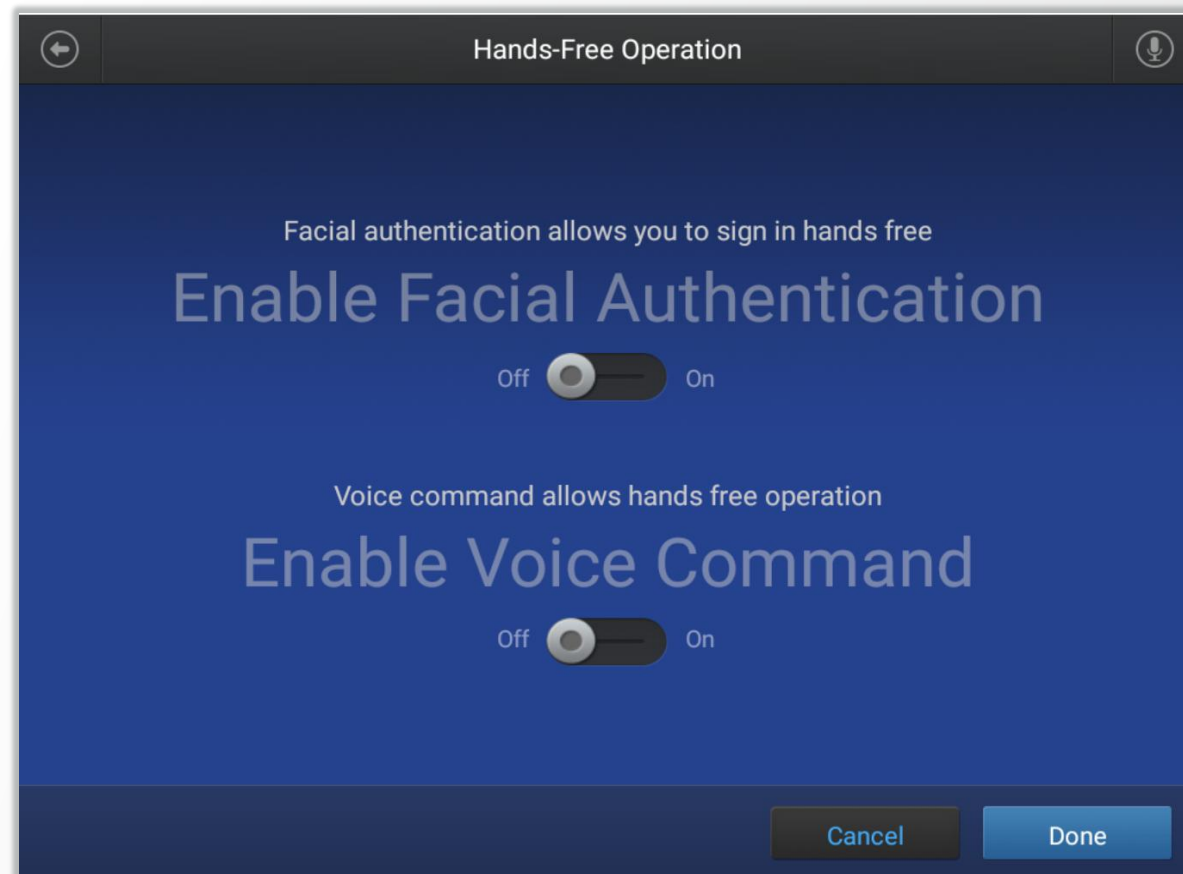 Hands-Free Operation
Facial authentication allows you to sign in hands free
Enable Facial Authentication
Off On
Voice command allows hands free operation
Enable Voice Command
Off On
Cancel Done